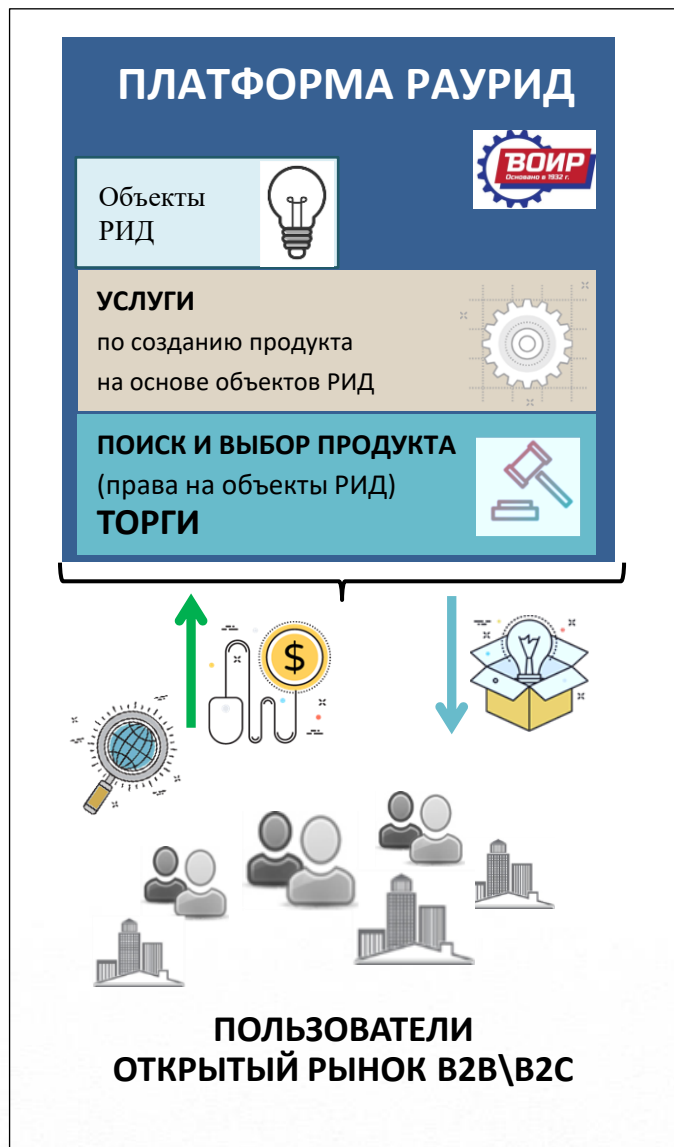 ПЛАТФОРМА РАУРИД
ВОИР
Основано в 1932 г.
Объекты
РИД
УСЛУГИ
по созданию продукта
на основе объектов РИД
ПОИСК И ВЫБОР ПРОДУКТА
(права на объекты РИД)
ТОРГИ
$
ПОЛЬЗОВАТЕЛИ
ОТКРЫТЫЙ РЫНОК B2B\B2C